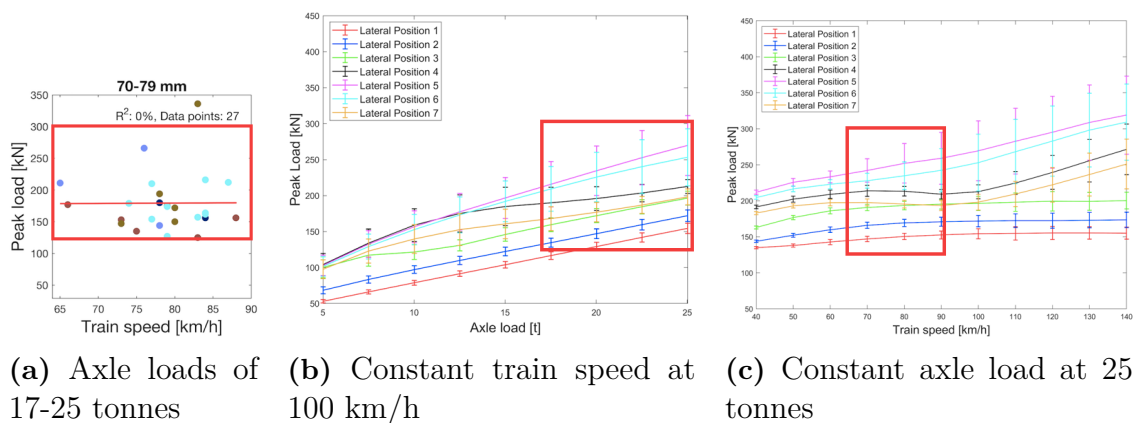 70-79 mm
R²: 0%, Data points: 27
Peak load [kN]
350
300
250
200
150
100
50
65
70
75
80
85
90
Train speed [km/h]
(a) Axle loads of
17-25 tonnes
Lateral Position 1
Lateral Position 2
Lateral Position 3
Lateral Position 4
Lateral Position 5
Lateral Position 6
Lateral Position 7
Peak Load [kN]
450
400
350
300
250
200
150
100
50
5
10
15
20
25
Axle load [t]
(b) Constant train speed at
100 km/h
Lateral Position 1
Lateral Position 2
Lateral Position 3
Lateral Position 4
Lateral Position 5
Lateral Position 6
Lateral Position 7
Peak load [kN]
450
400
350
300
250
200
150
100
50
40
50
60
70
80
90
100
110
120
130
140
Train speed [km/h]
(c) Constant axle load at 25
tonnes